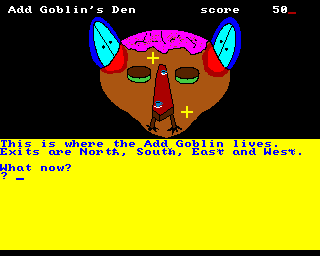 Add Goblin's Den score 50
This is where the Add Goblin lives.
Exits are North, South, East and West.
What now?
? _